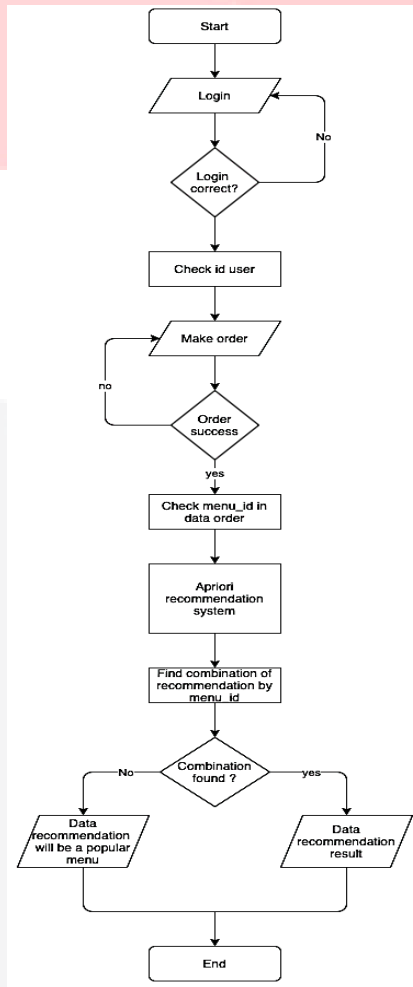 Start
Login
No
Login
correct?
Check id user
Make order
no
Order
success
yes
Check menu_id in
data order
Apriori
recommendation
system
Find combination of
recommendation by
menu_id
Combination
found ?
No
yes
Data
recommendation
will be a popular
menu
Data
recommendation
result
End